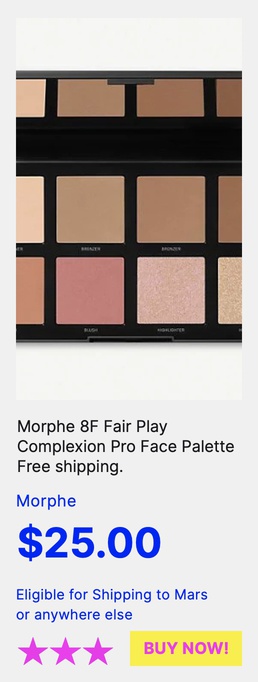 BRONZER BRONZER
BLUSH HIGHLIGHTER
Morphe 8F Fair Play
Complexion Pro Face Palette
Free shipping.
Morphe
$25.00
Eligible for Shipping to Mars
or anywhere else
BUY NOW!